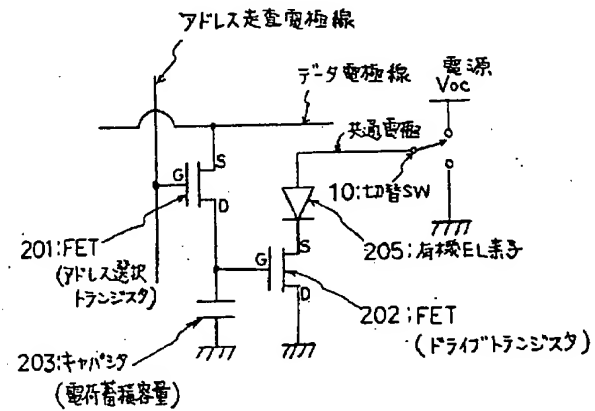 アドレス走査電極線
データ電極線
電源
Voc
共通電極
10:切替SW
G
S
D
201:FET
(アドレス選択
トランジスタ)
G
S
D
205:有機EL素子
202:FET
(ドライブトランジスタ)
203:キャパシタ
(電荷蓄積容量)